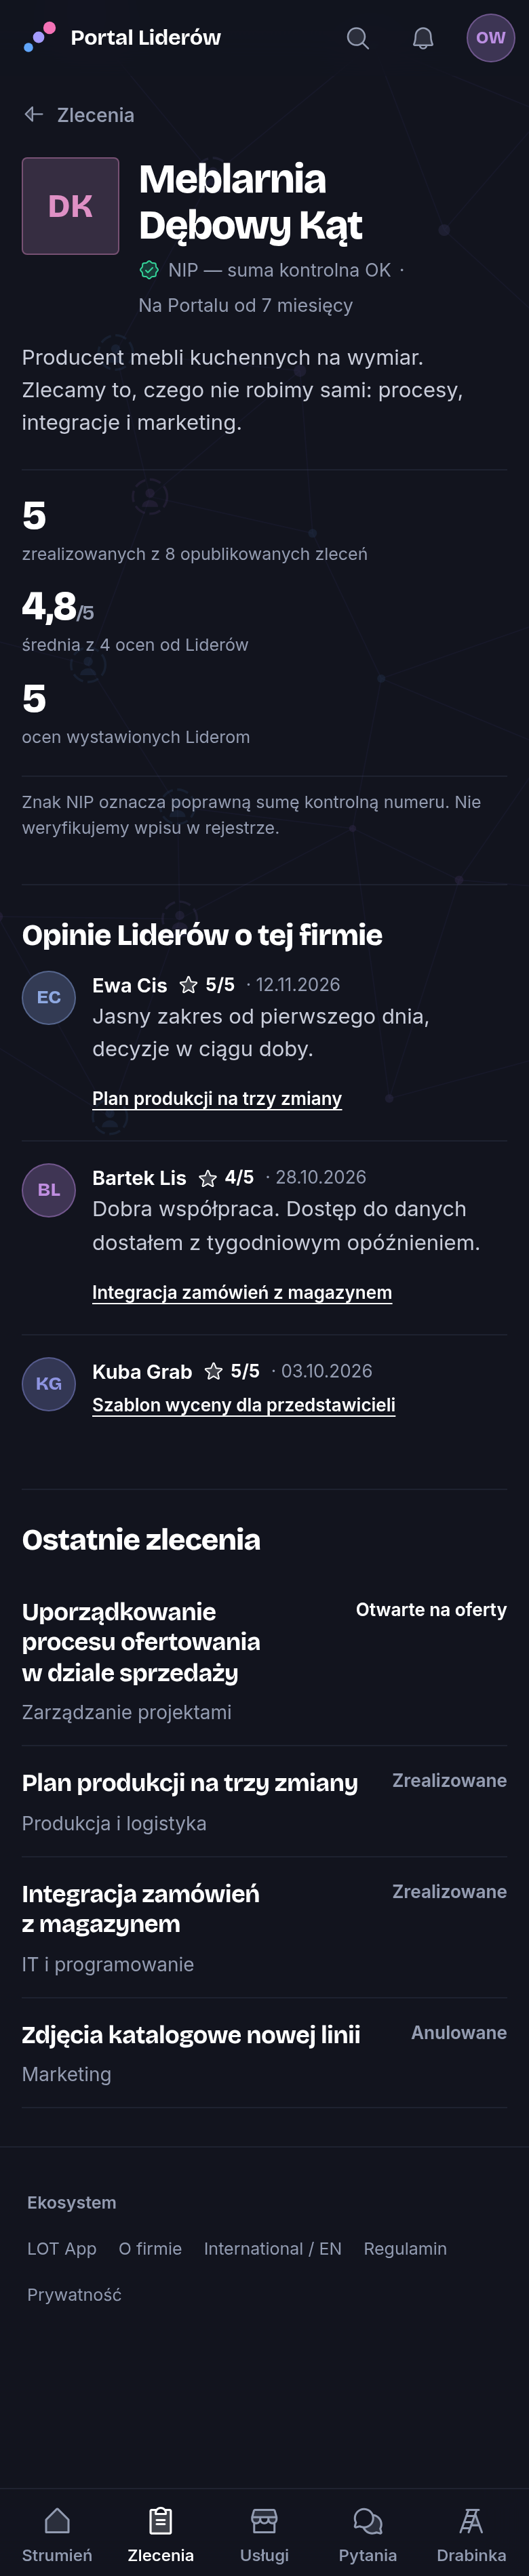 Portal Liderów
OW
Zlecenia
DK
Meblarnia
Dębowy Kąt
NIP — suma kontrolna OK ·
Na Portalu od 7 miesięcy
Producent mebli kuchennych na wymiar.
Zlecamy to, czego nie robimy sami: procesy,
integracje i marketing.
5
zrealizowanych z 8 opublikowanych zleceń
4,8/5
średnia z 4 ocen od Liderów
5
ocen wystawionych Liderom
Znak NIP oznacza poprawną sumę kontrolną numeru. Nie
weryfikujemy wpisu w rejestrze.
Opinie Liderów o tej firmie
EC
Ewa Cis 5/5 · 12.11.2026
Jasny zakres od pierwszego dnia,
decyzje w ciągu doby.
Plan produkcji na trzy zmiany
BL
Bartek Lis 4/5 · 28.10.2026
Dobra współpraca. Dostęp do danych
dostałem z tygodniowym opóźnieniem.
Integracja zamówień z magazynem
KG
Kuba Grab 5/5 · 03.10.2026
Szablon wyceny dla przedstawicieli
Ostatnie zlecenia
Uporządkowanie
procesu ofertowania
w dziale sprzedaży
Otwarte na oferty
Zarządzanie projektami
Plan produkcji na trzy zmiany
Zrealizowane
Produkcja i logistyka
Integracja zamówień
z magazynem
Zrealizowane
IT i programowanie
Zdjęcia katalogowe nowej linii
Anulowane
Marketing
Ekosystem
LOT App O firmie International / EN Regulamin
Prywatność
Strumień Zlecenia Usługi Pytania Drabinka